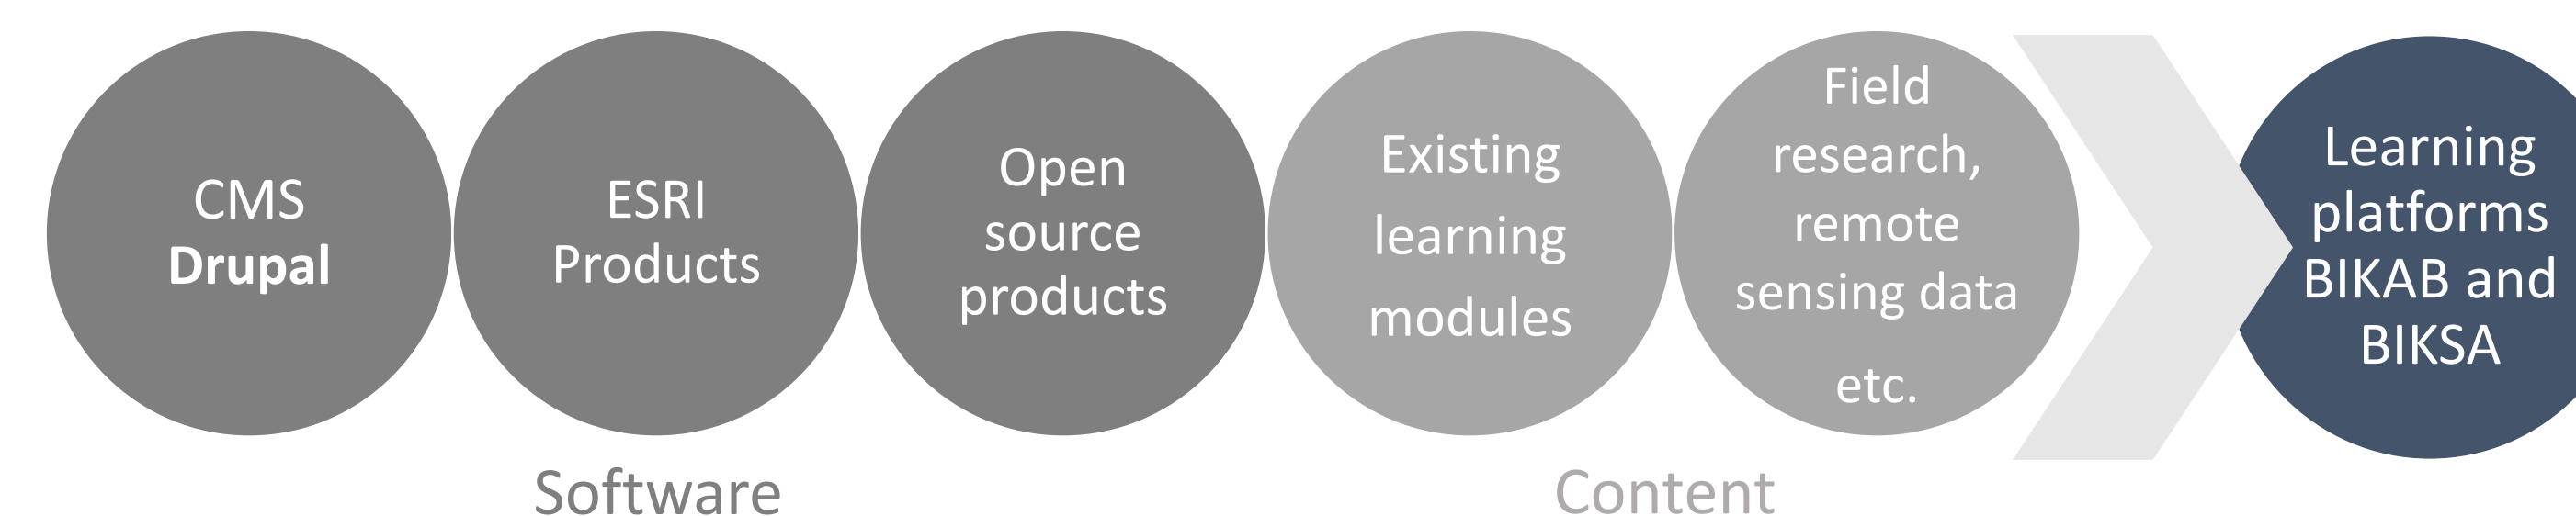 CMS
Drupal
ESRI
Products
Open
source
products
Existing
learning
modules
Field
research,
remote
sensing data
etc.
Learning
platforms
BIKAB and
BIKSA
Software
Content